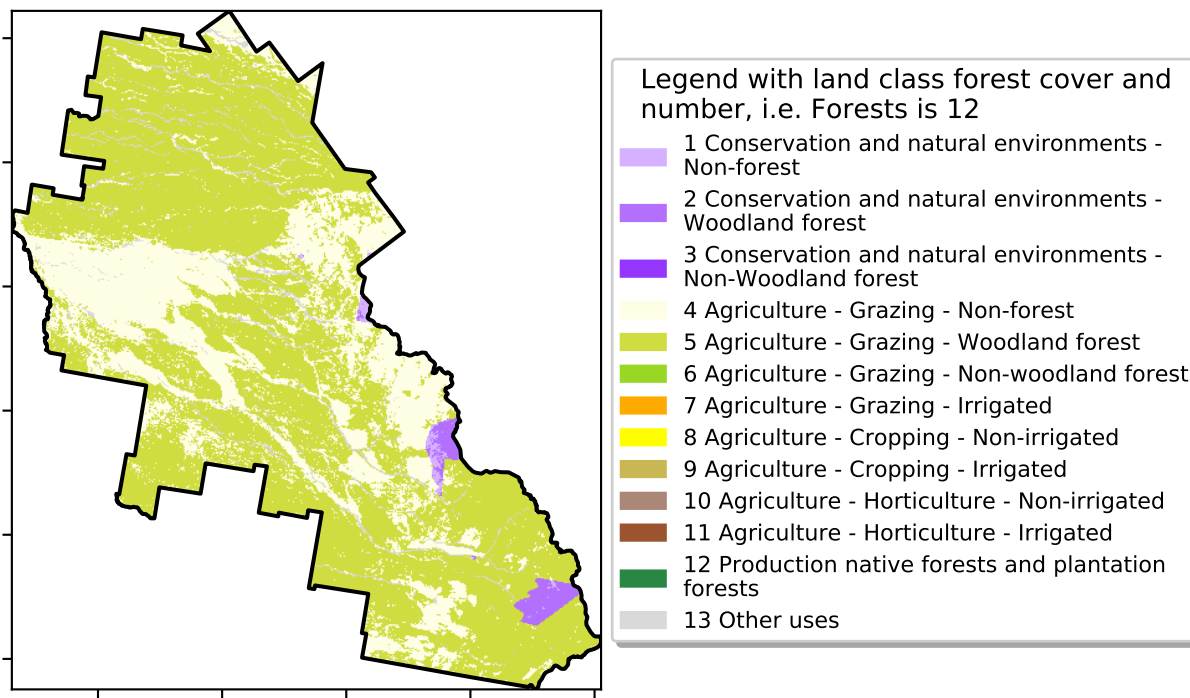 Legend with land class forest cover and
number, i.e. Forests is 12
1 Conservation and natural environments -
Non-forest
2 Conservation and natural environments -
Woodland forest
3 Conservation and natural environments -
Non-Woodland forest
4 Agriculture - Grazing - Non-forest
5 Agriculture - Grazing - Woodland forest
6 Agriculture - Grazing - Non-woodland forest
7 Agriculture - Grazing - Irrigated
8 Agriculture - Cropping - Non-irrigated
9 Agriculture - Cropping - Irrigated
10 Agriculture - Horticulture - Non-irrigated
11 Agriculture - Horticulture - Irrigated
12 Production native forests and plantation
forests
13 Other uses